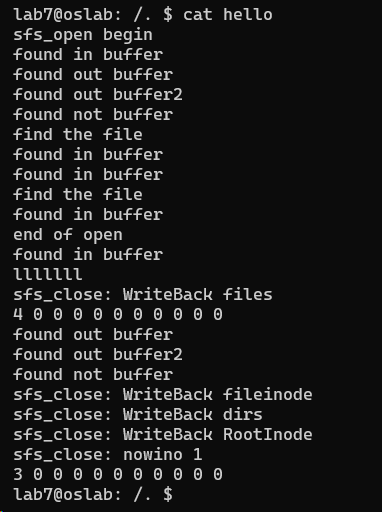 lab7@oslab: /. $ cat hello
sfs_open begin
found in buffer
found out buffer
found out buffer2
found not buffer
find the file
found in buffer
found in buffer
find the file
found in buffer
end of open
found in buffer
lllllll
sfs_close: WriteBack files
4 0 0 0 0 0 0 0 0 0 0
found out buffer
found out buffer2
found not buffer
sfs_close: WriteBack fileinode
sfs_close: WriteBack dirs
sfs_close: WriteBack RootInode
sfs_close: nowino 1
3 0 0 0 0 0 0 0 0 0 0
lab7@oslab: /. $